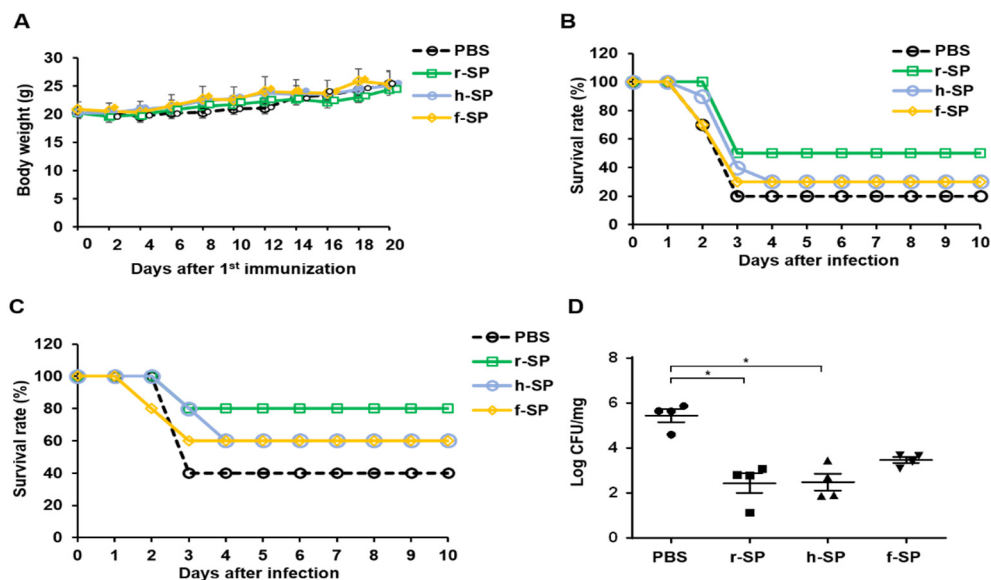 A
PBS
r-SP
h-SP
f-SP
Body weight (g)
30
25
20
15
10
5
0
0 2 4 6 8 10 12 14 16 18 20
Days after 1st immunization
B
PBS
r-SP
h-SP
f-SP
Survival rate (%)
120
100
80
60
40
20
0
0 1 2 3 4 5 6 7 8 9 10
Days after infection
C
PBS
r-SP
h-SP
f-SP
Survival rate (%)
120
100
80
60
40
20
0
0 1 2 3 4 5 6 7 8 9 10
Days after infection
D
Log CFU/mg
8
6
4
2
0
*
*
PBS r-SP h-SP f-SP